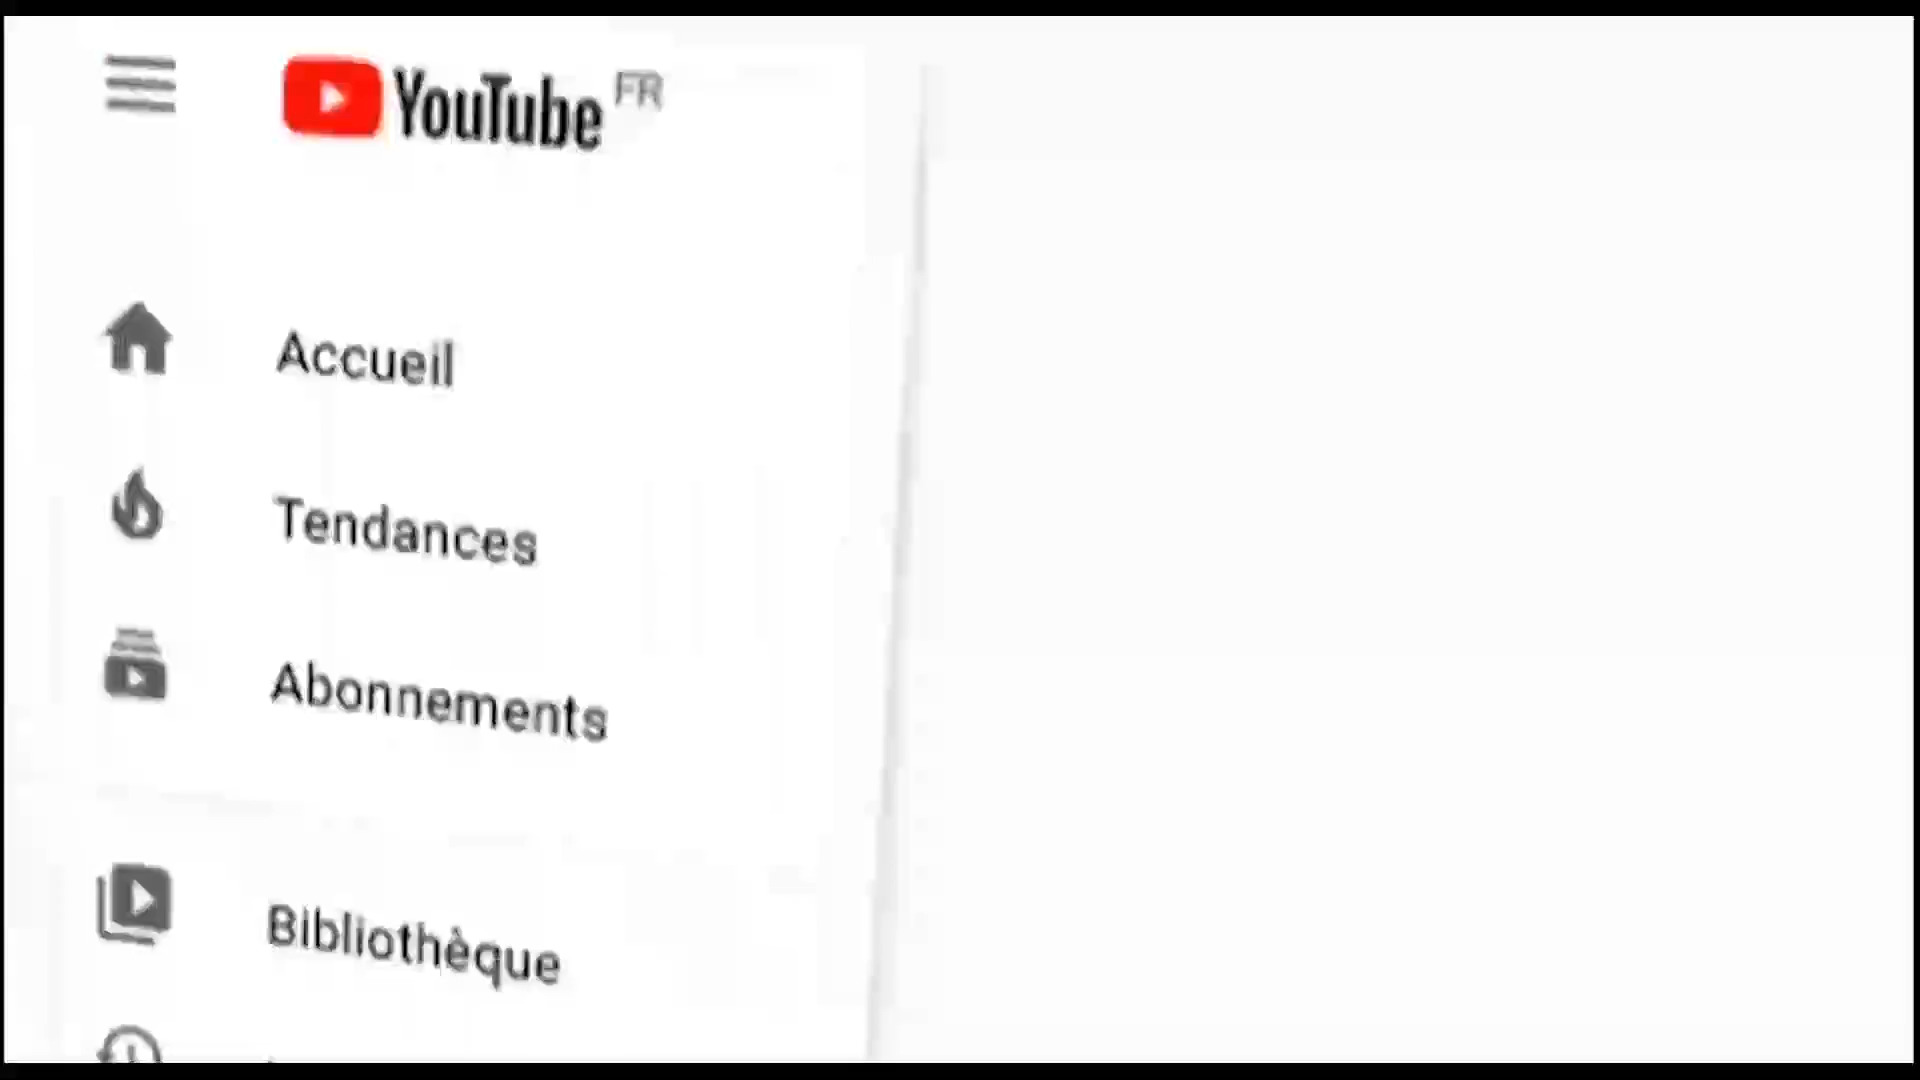 YouTube FR
Accueil
Tendances
Abonnements
Bibliothèque